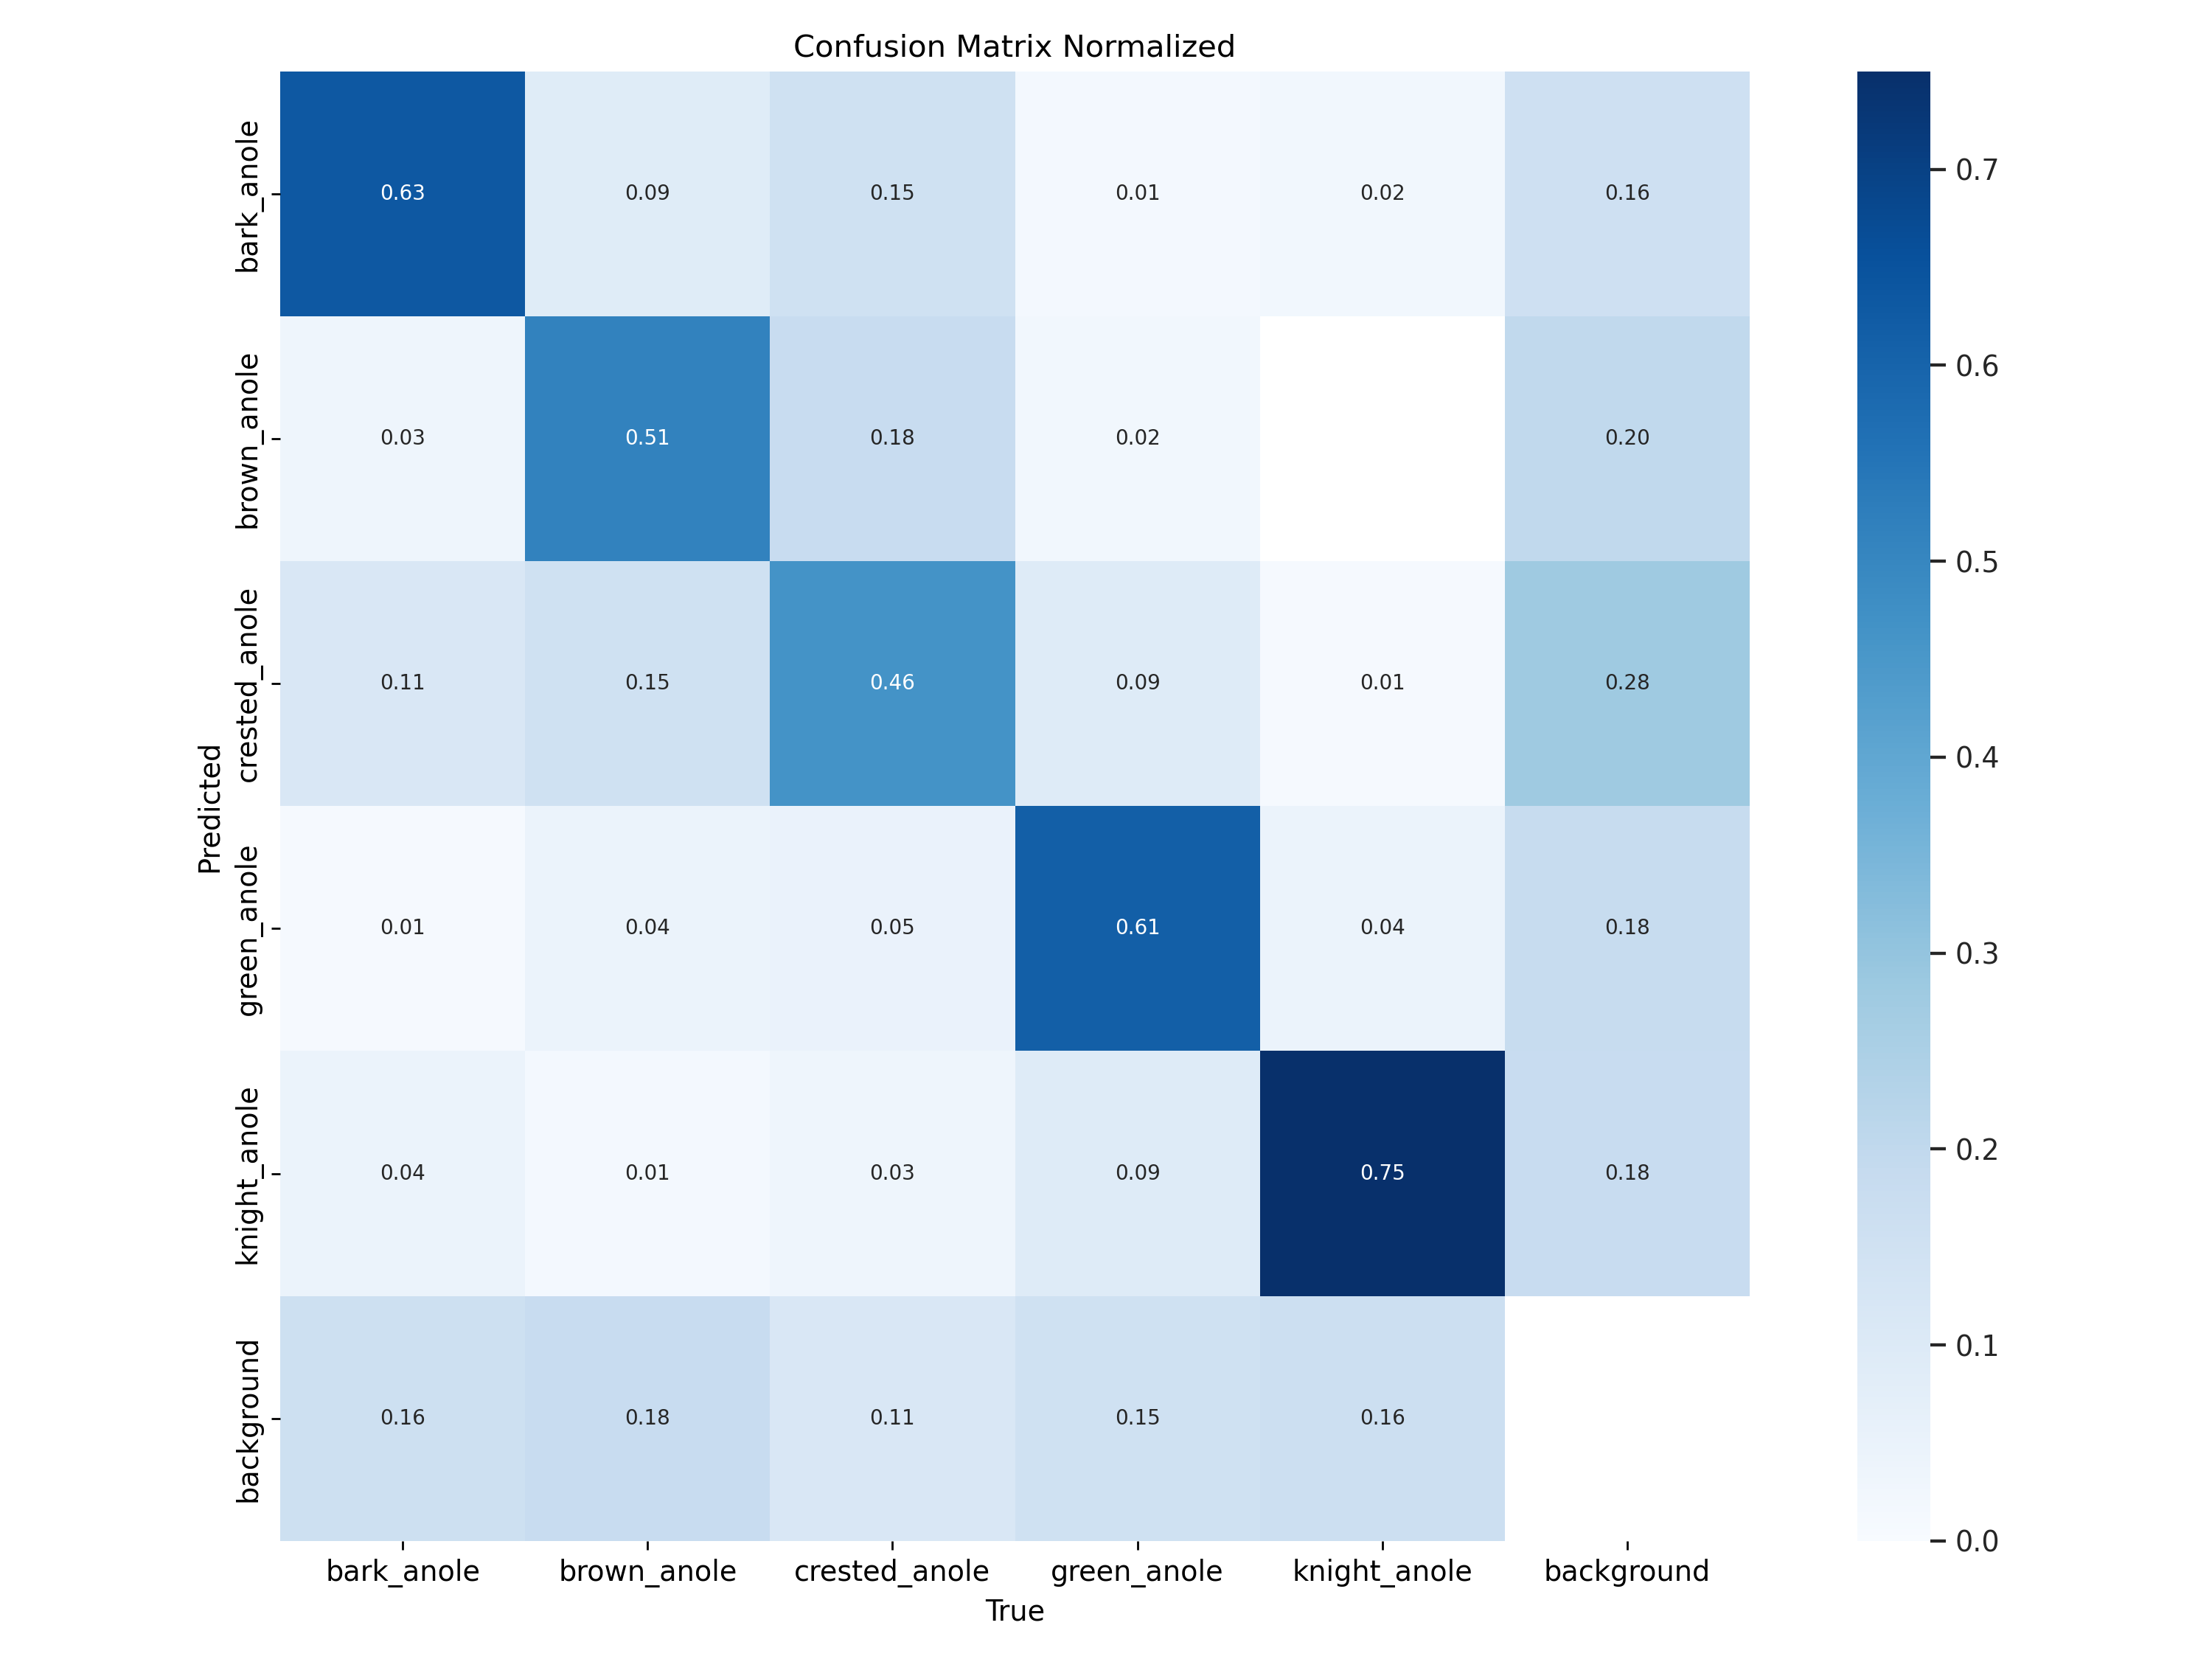 Confusion Matrix Normalized
Predicted
bark_anole
0.63 0.09 0.15 0.01 0.02 0.16
brown_anole
0.03 0.51 0.18 0.02 0.20
crested_anole
0.11 0.15 0.46 0.09 0.01 0.28
green_anole
0.01 0.04 0.05 0.61 0.04 0.18
knight_anole
0.04 0.01 0.03 0.09 0.75 0.18
background
0.16 0.18 0.11 0.15 0.16
bark_anole brown_anole crested_anole green_anole knight_anole background
True
0.7
0.6
0.5
0.4
0.3
0.2
0.1
0.0